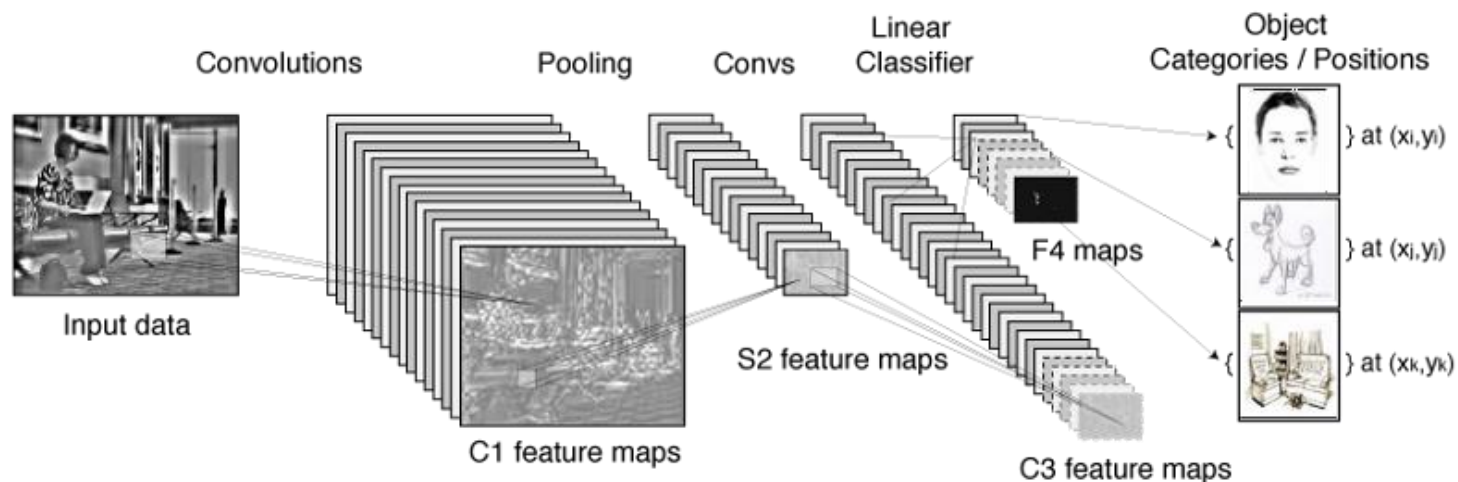 Convolutions
Pooling
Convs
Linear
Classifier
Object
Categories / Positions
{ } at (xi,yi)
{ } at (xj,yj)
{ } at (xk,yk)
Input data
C1 feature maps
S2 feature maps
C3 feature maps
F4 maps